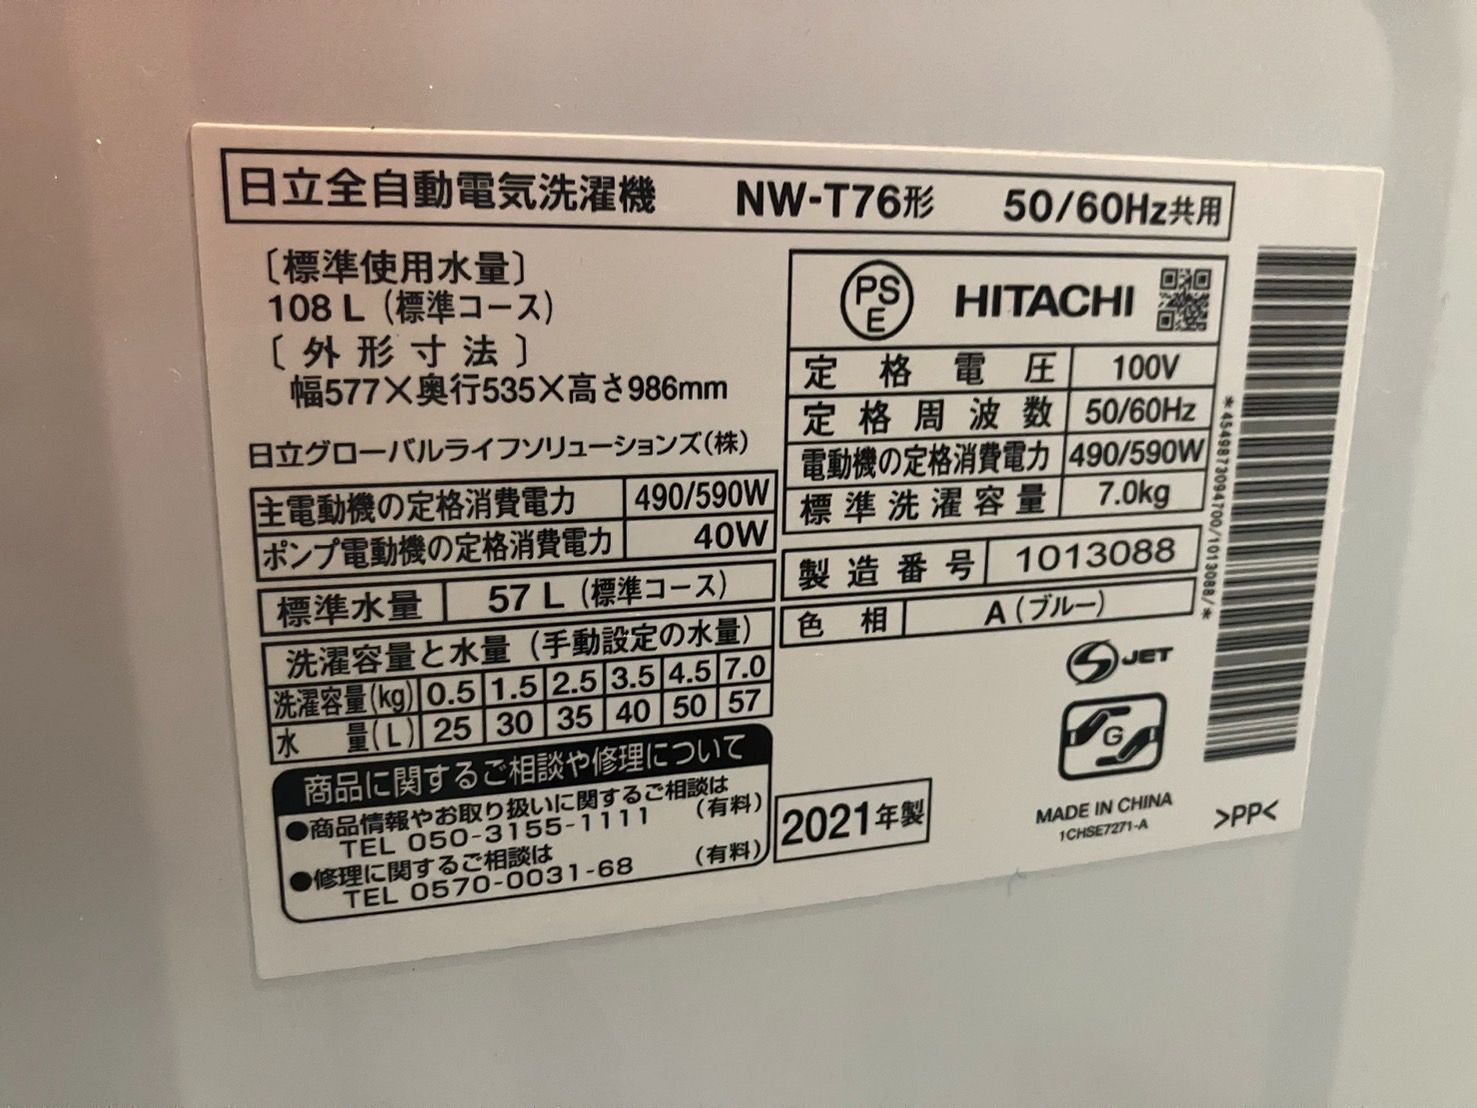 日立全自動電気洗濯機 NW-T76形 50/60Hz共用
〔標準使用水量〕
108 L（標準コース）
〔外形寸法〕
幅577×奥行535×高さ986mm
日立グローバルライフソリューションズ（株）
主電動機の定格消費電力 490/590W
ポンプ電動機の定格消費電力 40W
標準水量 57 L（標準コース）
洗濯容量と水量（手動設定の水量）
洗濯容量(kg) 0.5 1.5 2.5 3.5 4.5 7.0
水量(L) 25 30 35 40 50 57
商品に関するご相談や修理について
●商品情報やお取り扱いに関するご相談は
TEL 050-3155-1111 （有料）
●修理に関するご相談は
TEL 0570-0031-68 （有料）
PS
E
HITACHI
定格電圧 100V
定格周波数 50/60Hz
電動機の定格消費電力 490/590W
標準洗濯容量 7.0kg
製造番号 1013088
色相 A（ブルー）
S JET
G
2021年製
MADE IN CHINA
1CHSE7271-A
>PP<
*4549873094700/1013088/*